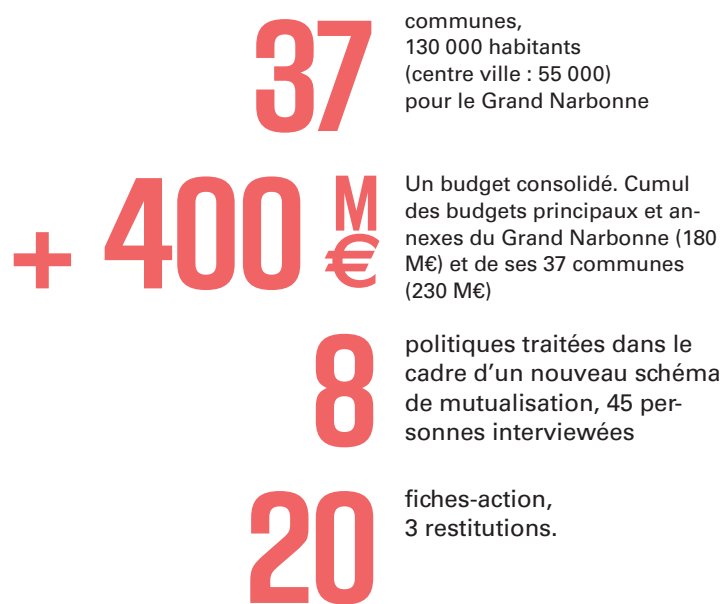 37
communes,
130 000 habitants
(centre ville : 55 000)
pour le Grand Narbonne
+ 400 M€
Un budget consolidé. Cumul
des budgets principaux et an-
nexes du Grand Narbonne (180
M€) et de ses 37 communes
(230 M€)
8
politiques traitées dans le
cadre d’un nouveau schéma
de mutualisation, 45 per-
sonnes interviewées
20
fiches-action,
3 restitutions.